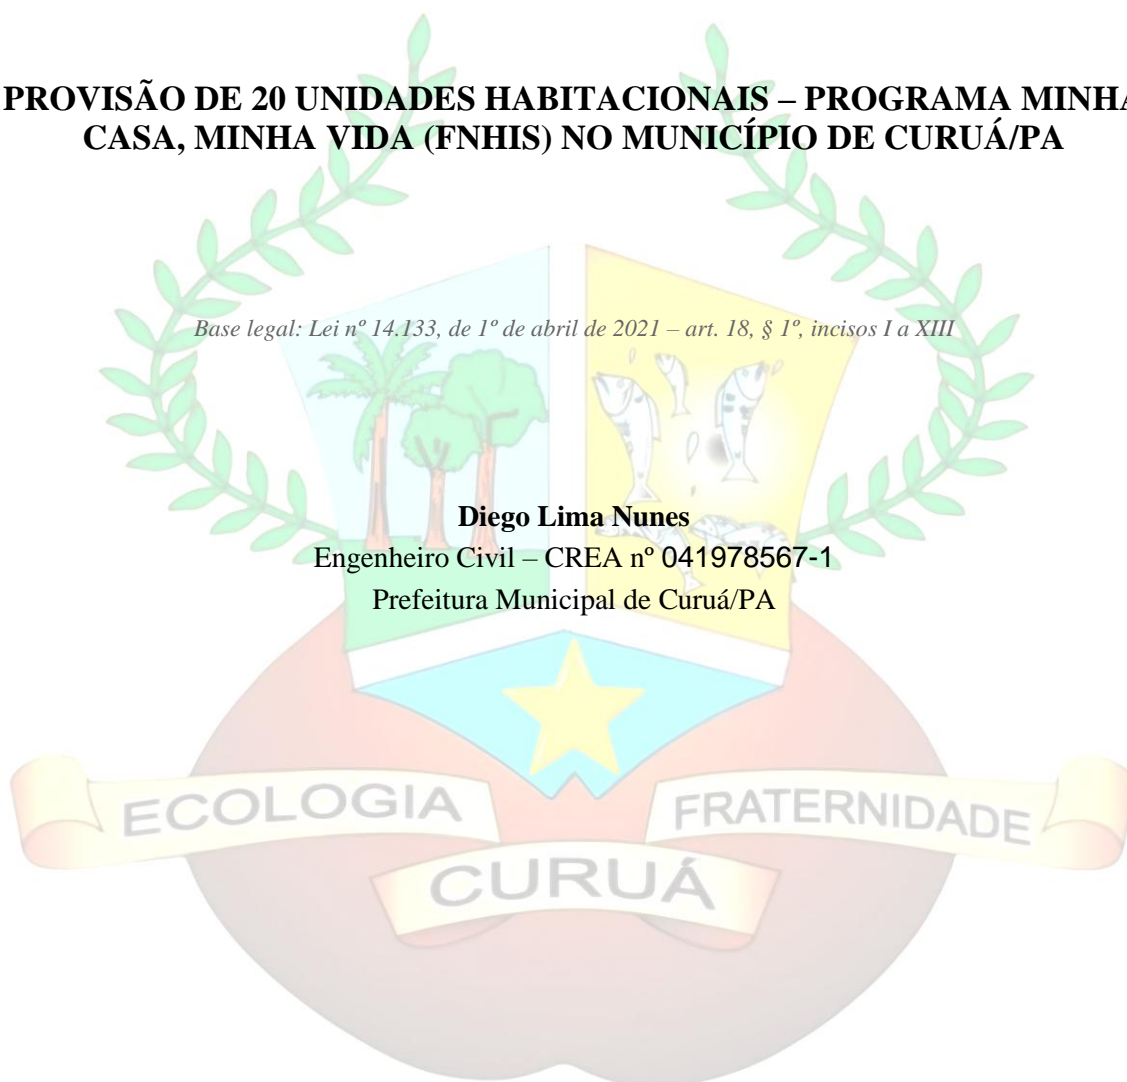 PROVISÃO DE 20 UNIDADES HABITACIONAIS – PROGRAMA MINHA
CASA, MINHA VIDA (FNHIS) NO MUNICÍPIO DE CURUÁ/PA
Base legal: Lei nº 14.133, de 1º de abril de 2021 – art. 18, § 1º, incisos I a XIII
Diego Lima Nunes
Engenheiro Civil – CREA nº 041978567-1
Prefeitura Municipal de Curuá/PA
ECOLOGIA
FRATERNIDADE
CURUÁ